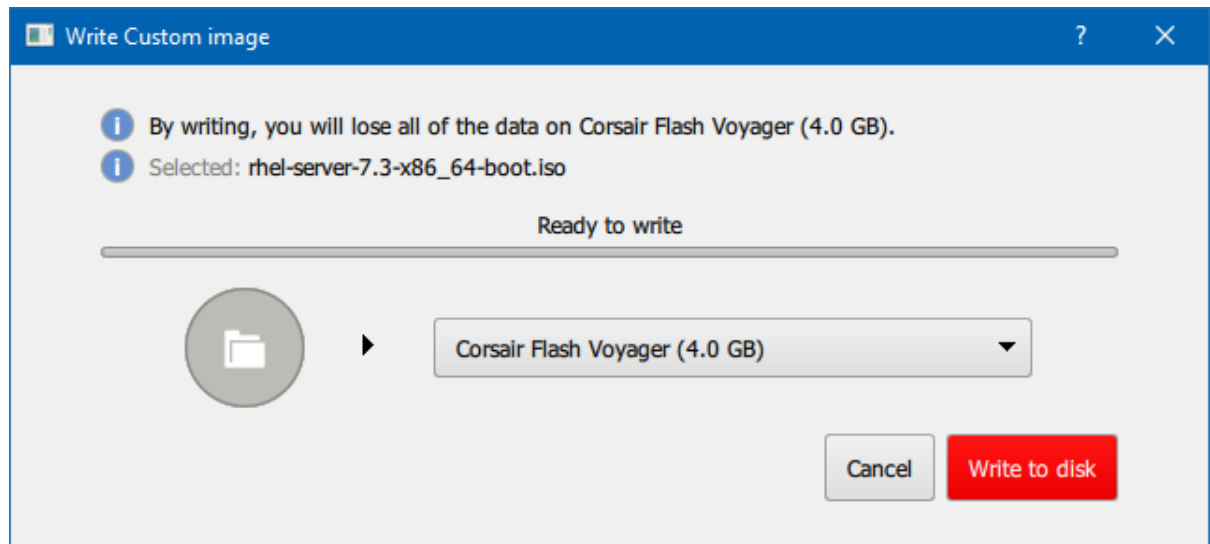 Write Custom image
?
By writing, you will lose all of the data on Corsair Flash Voyager (4.0 GB).
Selected: rhel-server-7.3-x86_64-boot.iso
Ready to write
Corsair Flash Voyager (4.0 GB)
Cancel
Write to disk